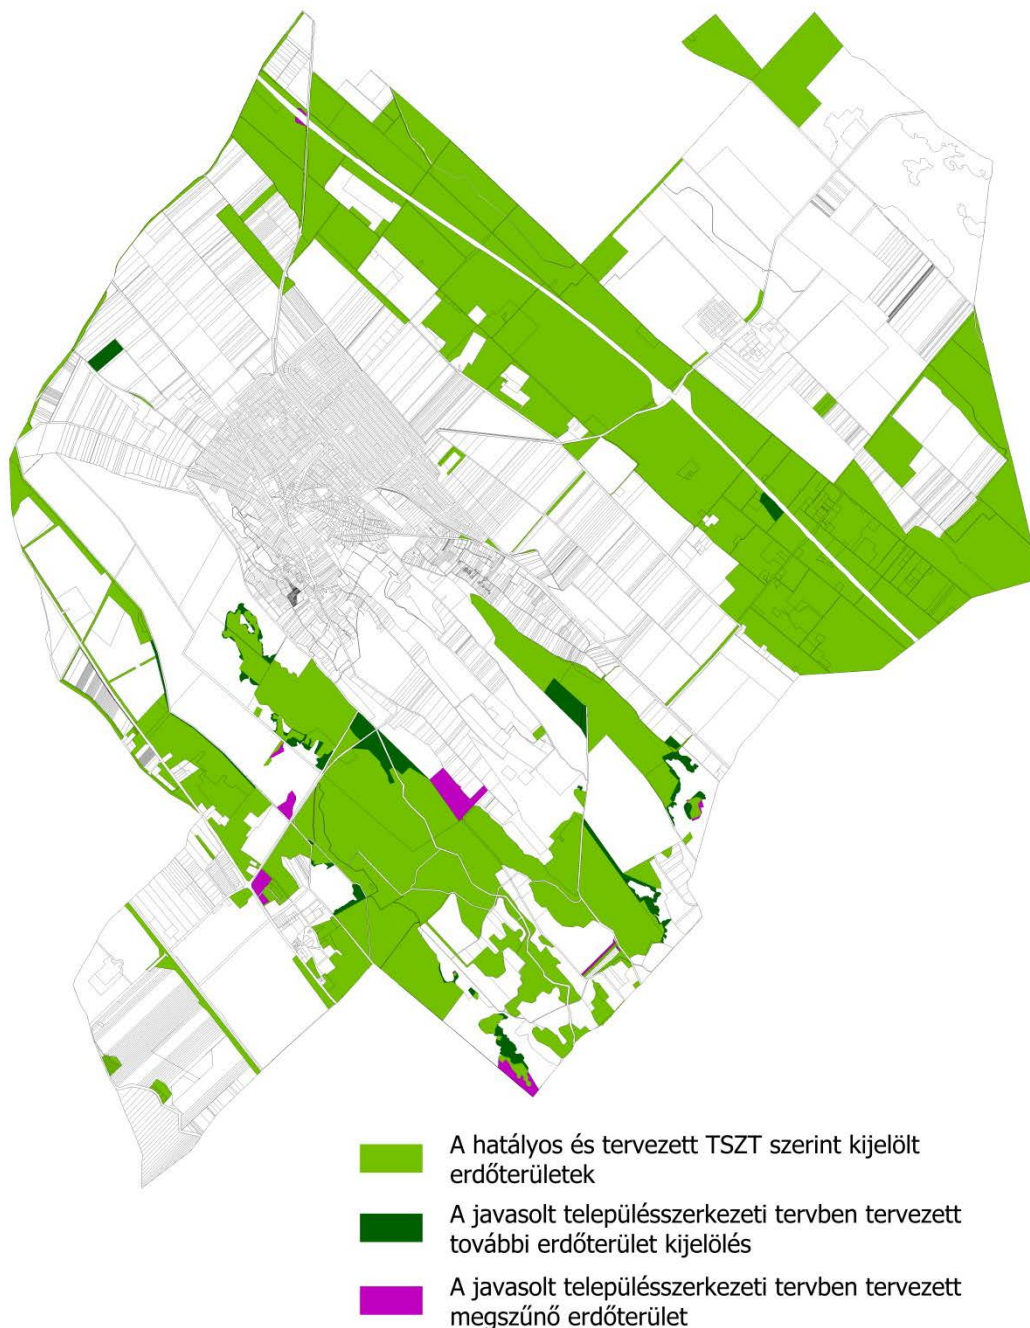 A hatályos és tervezett TSZT szerint kijelölt
erdőterületek
A javasolt településszerkezeti tervben tervezett
további erdőterület kijelölés
A javasolt településszerkezeti tervben tervezett
megszűnő erdőterület